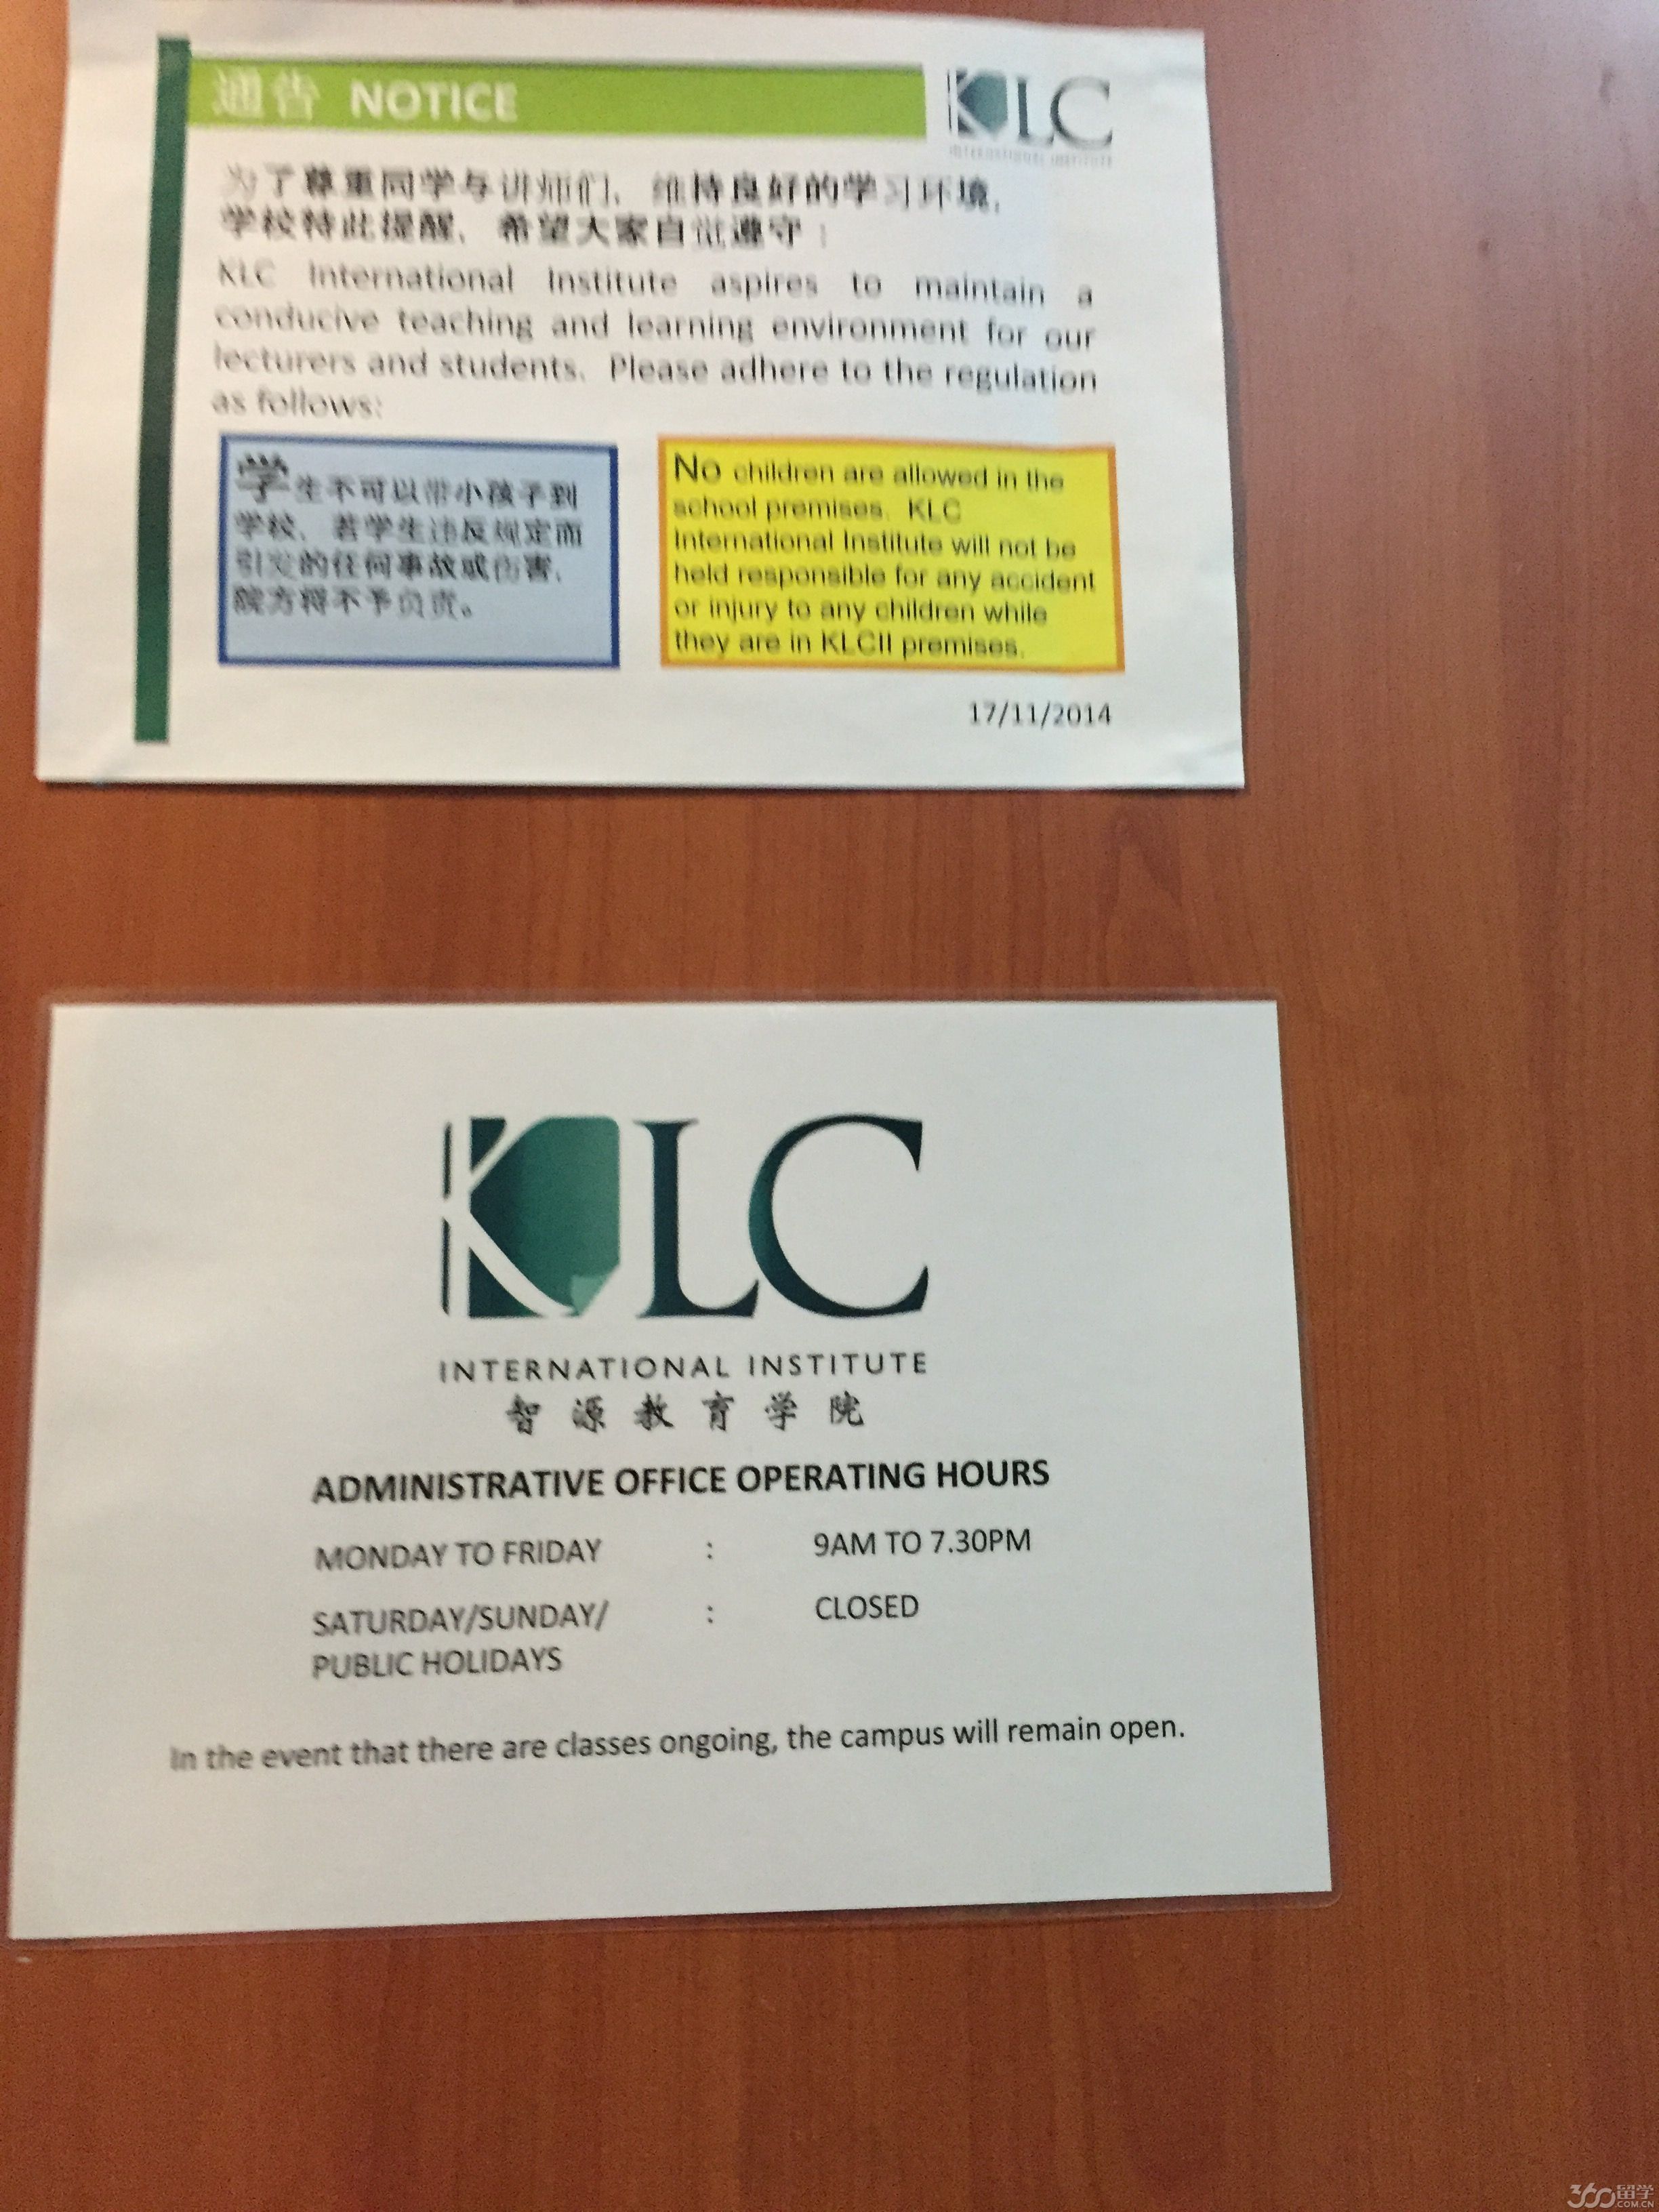 通告 NOTICE
KLC
INTERNATIONAL INSTITUTE
为了尊重同学与讲师们，维持良好的学习环境，
学校特此提醒，希望大家自觉遵守：
KLC International Institute aspires to maintain a
conducive teaching and learning environment for our
lecturers and students. Please adhere to the regulation
as follows:
学生不可以带小孩子到
学校，若学生违反规定而
引发的任何事故或伤害，
院方将不予负责。
No children are allowed in the
school premises. KLC
International Institute will not be
held responsible for any accident
or injury to any children while
they are in KLCII premises.
17/11/2014
KLC
INTERNATIONAL INSTITUTE
智源教育学院
ADMINISTRATIVE OFFICE OPERATING HOURS
MONDAY TO FRIDAY : 9AM TO 7.30PM
SATURDAY/SUNDAY/ : CLOSED
PUBLIC HOLIDAYS
In the event that there are classes ongoing, the campus will remain open.
360留学
.COM.CN